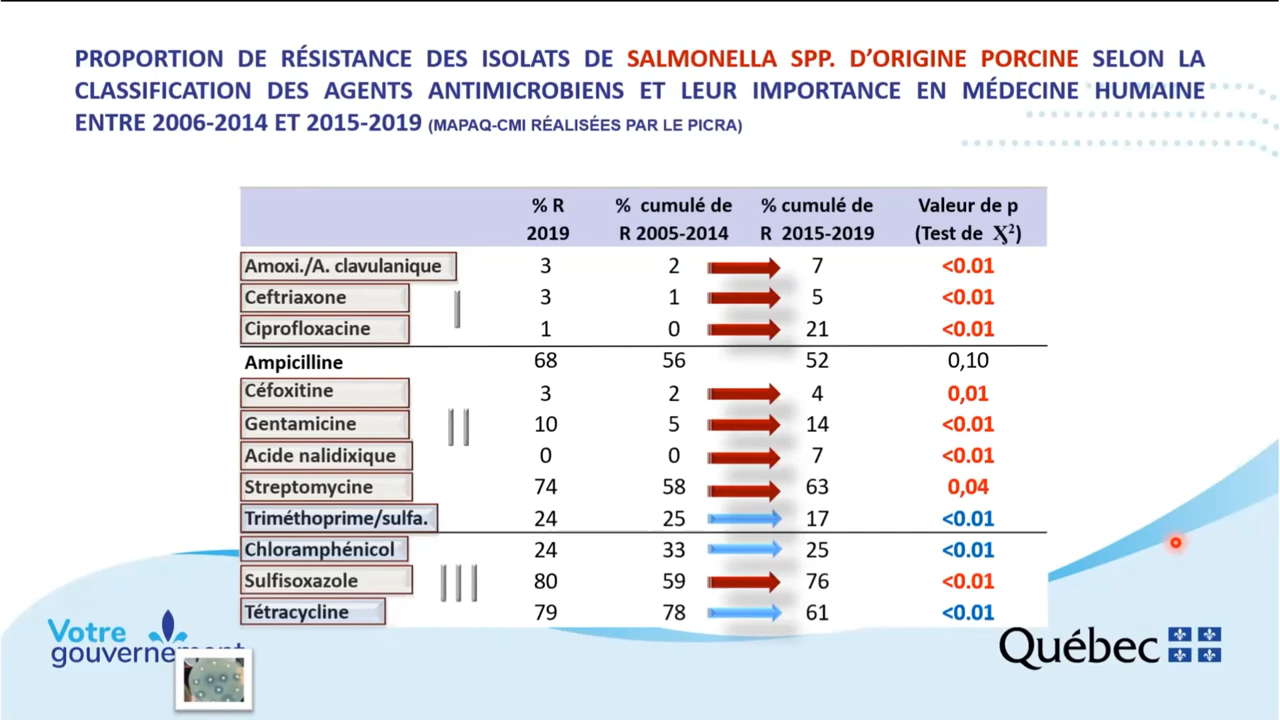 PROPORTION DE RÉSISTANCE DES ISOLATS DE SALMONELLA SPP. D'ORIGINE PORCINE SELON LA
CLASSIFICATION DES AGENTS ANTIMICROBIENS ET LEUR IMPORTANCE EN MÉDECINE HUMAINE
ENTRE 2006-2014 ET 2015-2019 (MAPAQ-CMI RÉALISÉES PAR LE PICRA)
% R % cumulé de % cumulé de Valeur de p
2019 R 2005-2014 R 2015-2019 (Test de X²)
Amoxi./A. clavulanique 3 2 7 <0.01
Ceftriaxone 3 1 5 <0.01
I
Ciprofloxacine 1 0 21 <0.01
Ampicilline 68 56 52 0,10
Céfoxitine 3 2 4 0,01
Gentamicine II 10 5 14 <0.01
Acide nalidixique 0 0 7 <0.01
Streptomycine 74 58 63 0,04
Triméthoprime/sulfa. 24 25 17 <0.01
Chloramphénicol 24 33 25 <0.01
Sulfisoxazole III 80 59 76 <0.01
Tétracycline 79 78 61 <0.01
Votre
gouvernement
Québec